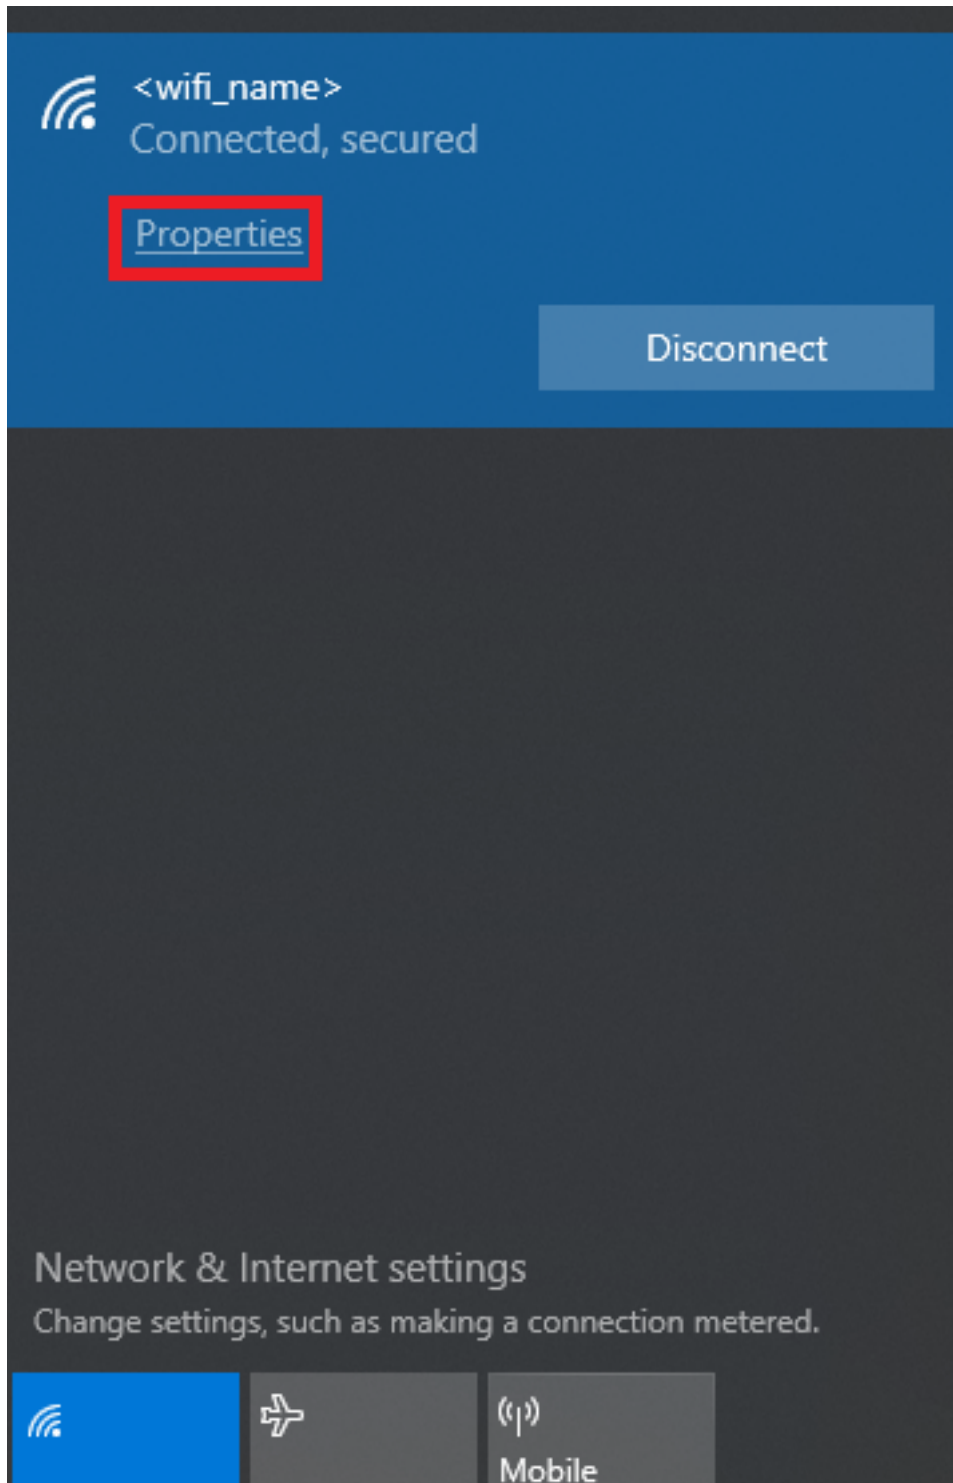 <wifi_name>
Connected, secured
Properties
Disconnect
Network & Internet settings
Change settings, such as making a connection metered.
Mobile